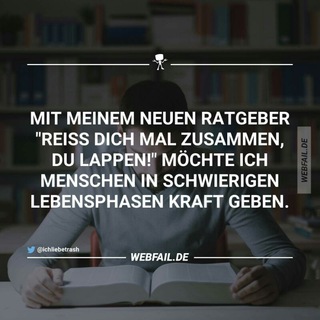 MIT MEINEM NEUEN RATGEBER
"REISS DICH MAL ZUSAMMEN,
DU LAPPEN!" MÖCHTE ICH
MENSCHEN IN SCHWIERIGEN
LEBENSPHASEN KRAFT GEBEN.
WEBFAIL.DE
@ichliebetrash
WEBFAIL.DE